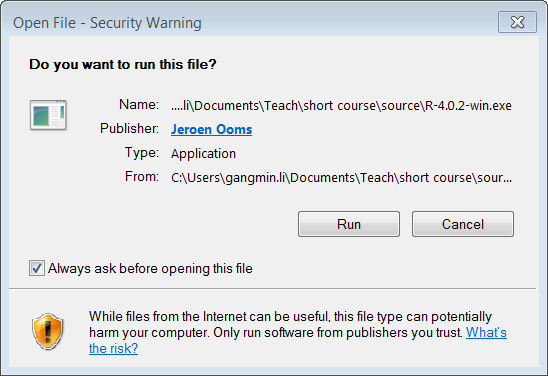 Open File - Security Warning
Do you want to run this file?
Name: ....li\Documents\Teach\short course\source\R-4.0.2-win.exe
Publisher: Jeroen Ooms
Type: Application
From: C:\Users\gangmin.li\Documents\Teach\short course\sour...
Run Cancel
Always ask before opening this file
While files from the Internet can be useful, this file type can potentially
harm your computer. Only run software from publishers you trust. What's
the risk?